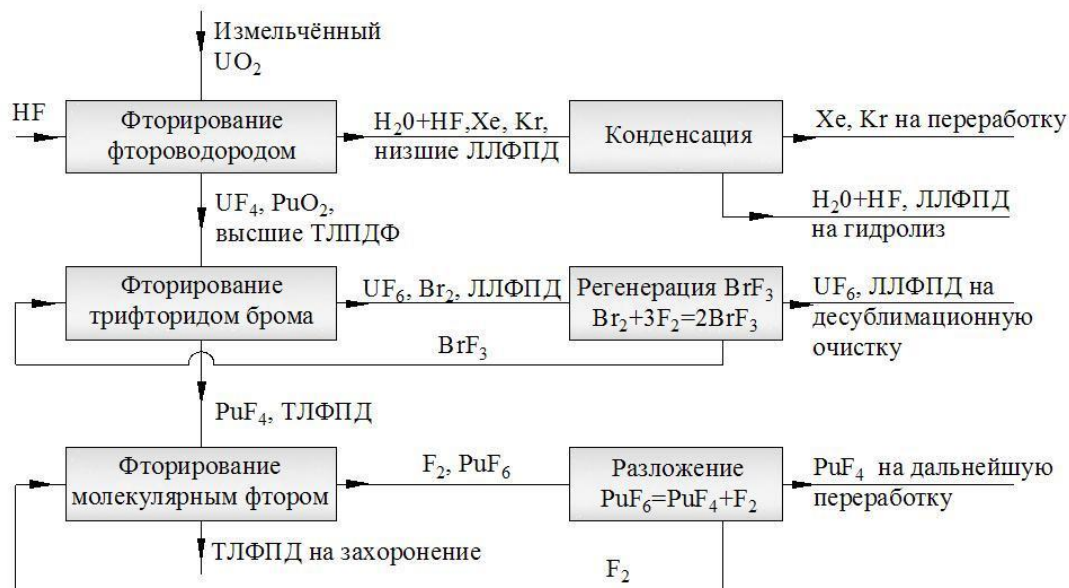 Измельчённый
UO₂
HF
Фторирование
фтороводородом
H₂0+HF,Xe, Kr,
низшие ЛЛФПД
Конденсация
Xe, Kr на переработку
H₂0+HF, ЛЛФПД
на гидролиз
UF₄, PuO₂,
высшие ТЛПДФ
Фторирование
трифторидом брома
UF₆, Br₂, ЛЛФПД
Регенерация BrF₃
Br₂+3F₂=2BrF₃
UF₆, ЛЛФПД на
десублимационную
очистку
BrF₃
PuF₄, ТЛФПД
Фторирование
молекулярным фтором
F₂, PuF₆
Разложение
PuF₆=PuF₄+F₂
PuF₄ на дальнейшую
переработку
ТЛФПД на захоронение
F₂